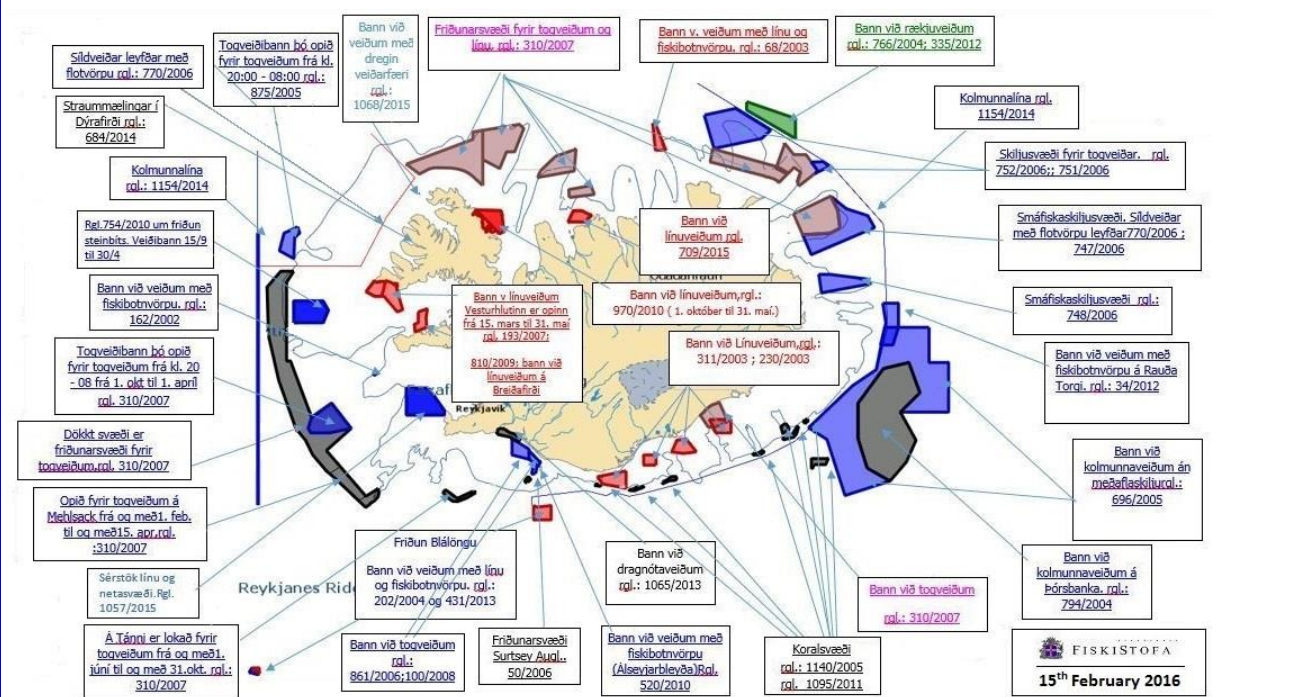 Síldveiðar leyfðar með
flotvörpu rgl.: 770/2006
Togveiðibann þó opið
fyrir togveiðum frá kl.
20:00 - 08:00 rgl.:
875/2005
Bann við
veiðum með
dregin
veiðarfæri
rgl.:
1068/2015
Friðunarsvæði fyrir togveiðum og
línu, rgl.: 310/2007
Bann v. veiðum með línu og
fiskibotnvörpu. rgl.: 68/2003
Bann við rækjuveiðum
rgl.: 766/2004; 335/2012
Straummælingar í
Dýrafirði rgl.:
684/2014
Kolmunnalína rgl.
1154/2014
Kolmunnalína
rgl.: 1154/2014
Skiljusvæði fyrir togveiðar. rgl.
752/2006;; 751/2006
Rgl.754/2010 um friðun
steinbíts. Veiðibann 15/9
til 30/4
Bann við
línuveiðum rgl.
709/2015
Smáfiskaskiljusvæði. Síldveiðar
með flotvörpu leyfðar770/2006 ;
747/2006
Bann við veiðum með
fiskibotnvörpu. rgl.:
162/2002
Bann v línuveiðum
Vesturhlutinn er opinn
frá 15. mars til 31. maí
rgl. 193/2007;
810/2009; bann við
línuveiðum á
Breiðafirði
Bann við línuveiðum,rgl.:
970/2010 ( 1. október til 31. maí.)
Smáfiskaskiljusvæði rgl.:
748/2006
Togveiðibann þó opið
fyrir togveiðum frá kl. 20
- 08 frá 1. okt til 1. apríl
rgl. 310/2007
Bann við Línuveiðum,rgl.:
311/2003 ; 230/2003
Bann við veiðum með
fiskibotnvörpu á Rauða
Torgi. rgl.: 34/2012
Reykjavik
Dökkt svæði er
friðunarsvæði fyrir
togveiðum,rgl. 310/2007
Bann við
kolmunnaveiðum án
meðaflaskiljurgl.:
696/2005
Opið fyrir togveiðum á
Mehlsack frá og með1. feb.
til og með15. apr,rgl.
:310/2007
Sérstök línu og
netasvæði.Rgl.
1057/2015
Reykjanes Rid
Friðun Blálöngu
Bann við veiðum með línu
og fiskibotnvörpu. rgl.:
202/2004 og 431/2013
Bann við
dragnótaveiðum
rgl.: 1065/2013
Bann við togveiðum
rgl.: 310/2007
Bann við
kolmunnaveiðum á
Þórsbanka. rgl.:
794/2004
Á Tánni er lokað fyrir
togveiðum frá og með1.
júní til og með 31.okt. rgl.:
310/2007
Bann við togveiðum
rgl.:
861/2006;100/2008
Friðunarsvæði
Surtsey Augl..
50/2006
Bann við veiðum með
fiskibotnvörpu
(Álsevjarbleyða)Rgl.
520/2010
Koralsvæði
rgl.: 1140/2005
rgl. 1095/2011
FISKISTOFA
15th February 2016